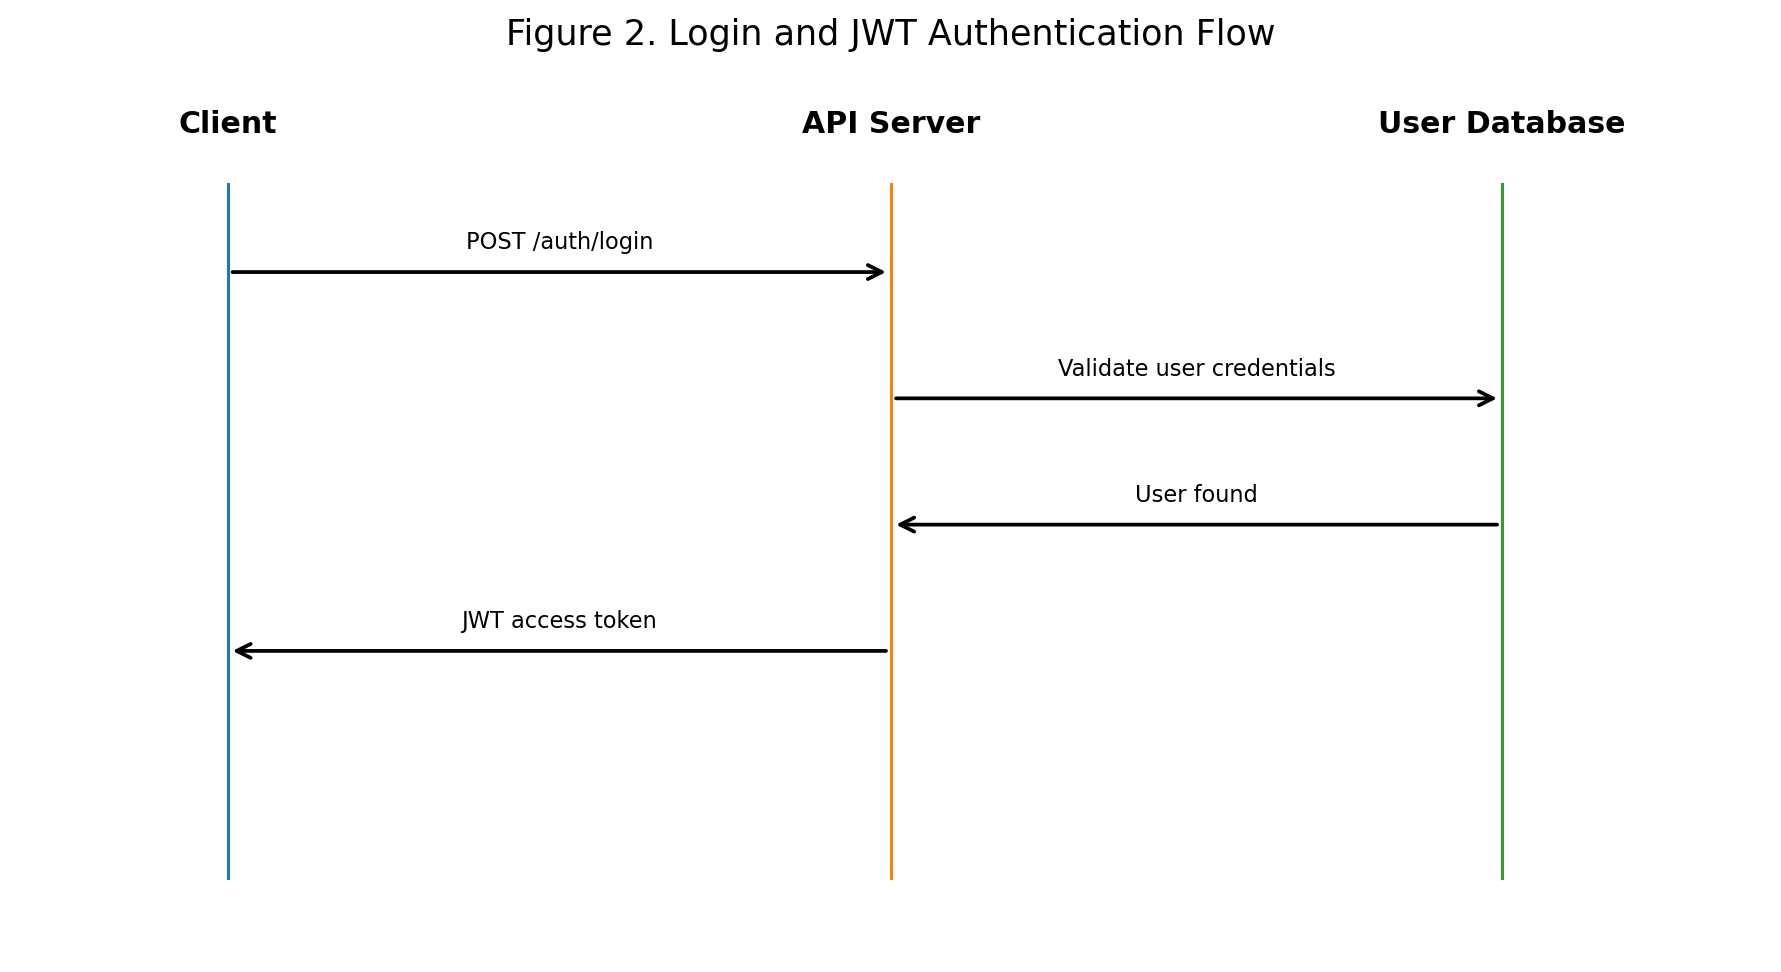 Figure 2. Login and JWT Authentication Flow
Client
API Server
User Database
POST /auth/login
Validate user credentials
User found
JWT access token